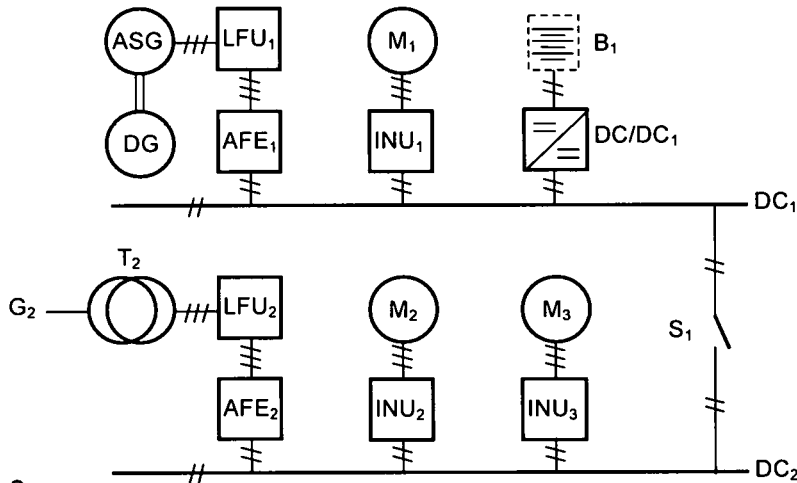 ASG LFU₁ M₁ B₁
DG AFE₁ INU₁ DC/DC₁
DC₁
T₂
G₂ LFU₂ M₂ M₃ S₁
AFE₂ INU₂ INU₃
DC₂